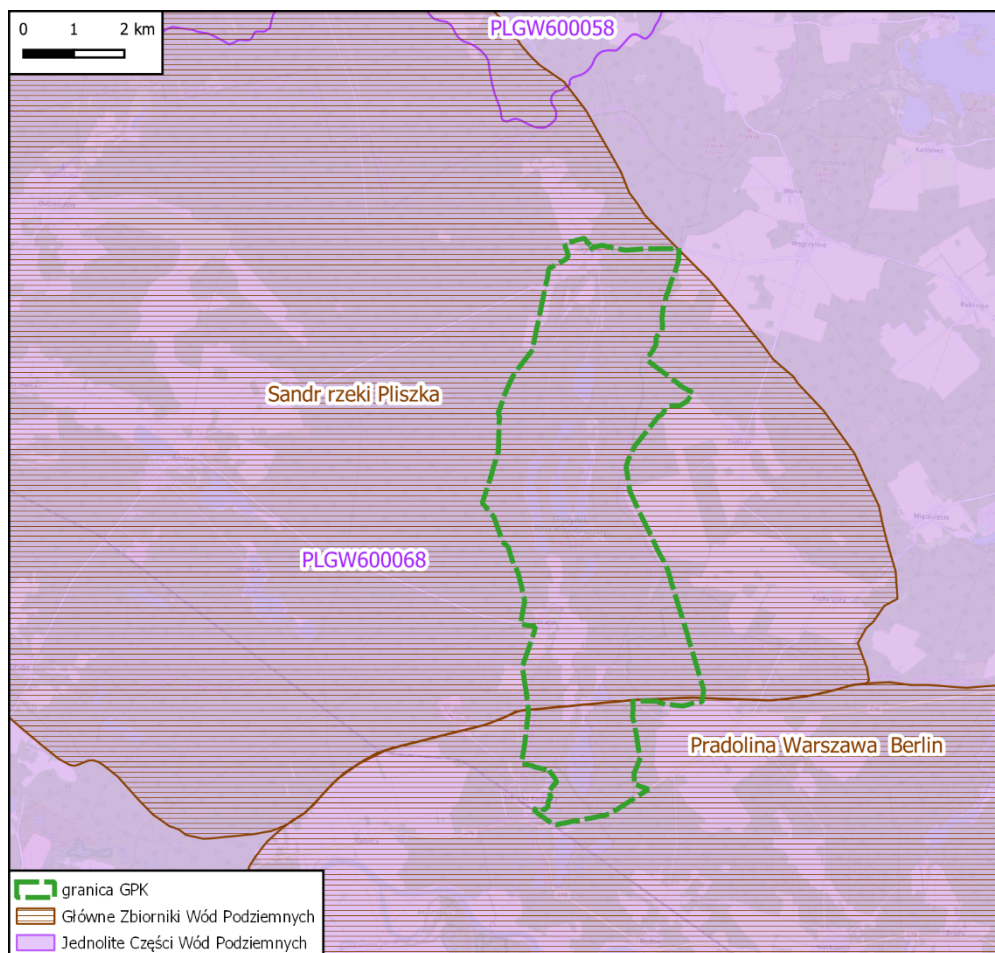 0 1 2 km
PLGW600058
Sandr rzeki Pliszka
PLGW600068
Pradolina Warszawa Berlin
granica GPK
Główne Zbiorniki Wód Podziemnych
Jednolite Części Wód Podziemnych